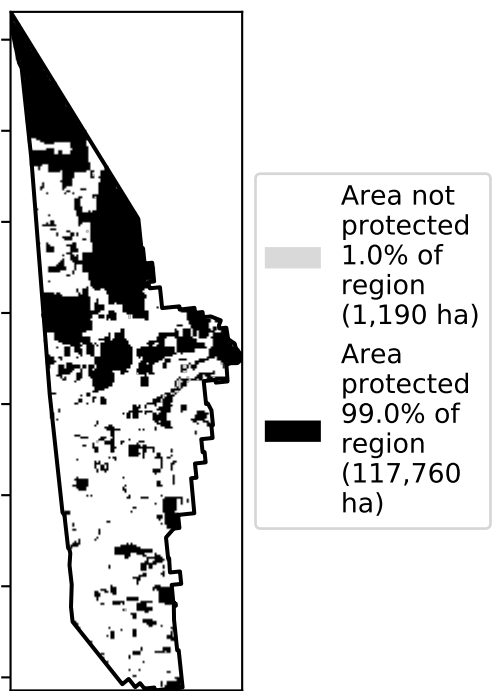 Area not
protected
1.0% of
region
(1,190 ha)
Area
protected
99.0% of
region
(117,760
ha)